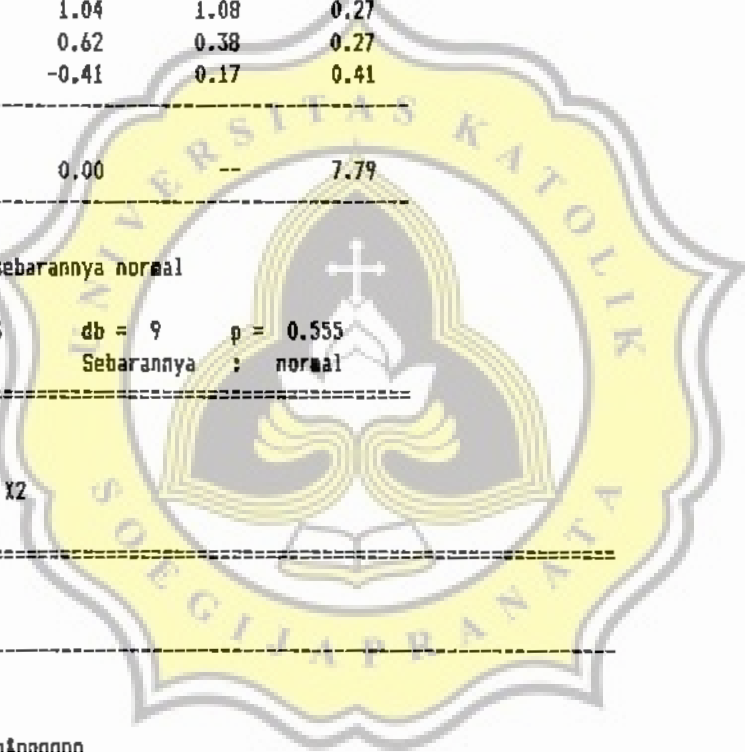 1.04 1.08 0.27
0.62 0.38 0.27
-0.41 0.17 0.41
0.00 -- 7.79
sebarannya normal
db = 9 p = 0.555
Sebarannya : normal
X2
UNIVERSITAS KATOLIK
SOEGIJAPRANATA